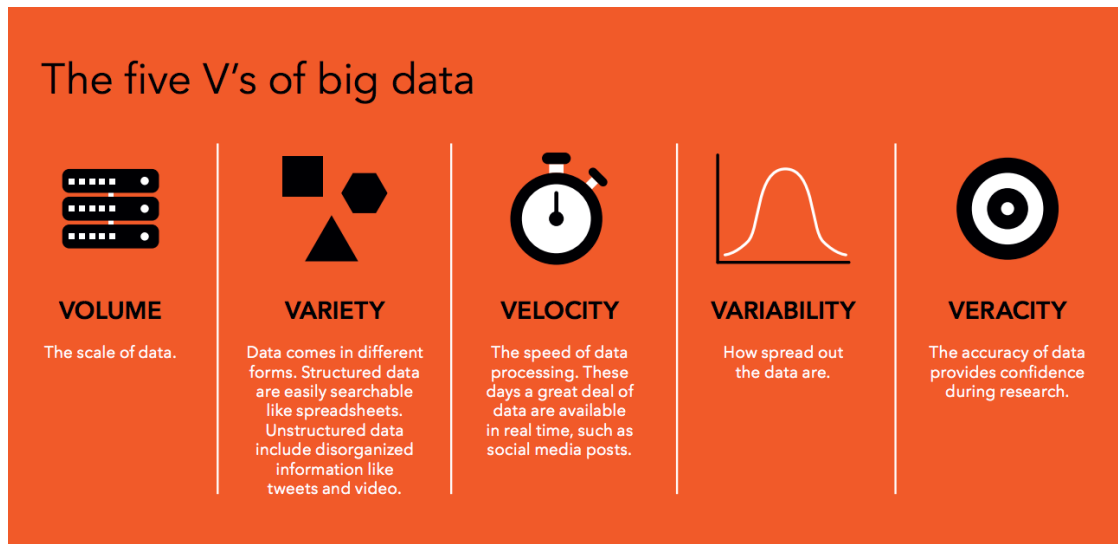 The five V's of big data
VOLUME
The scale of data.
VARIETY
Data comes in different
forms. Structured data
are easily searchable
like spreadsheets.
Unstructured data
include disorganized
information like
tweets and video.
VELOCITY
The speed of data
processing. These
days a great deal of
data are available
in real time, such as
social media posts.
VARIABILITY
How spread out
the data are.
VERACITY
The accuracy of data
provides confidence
during research.